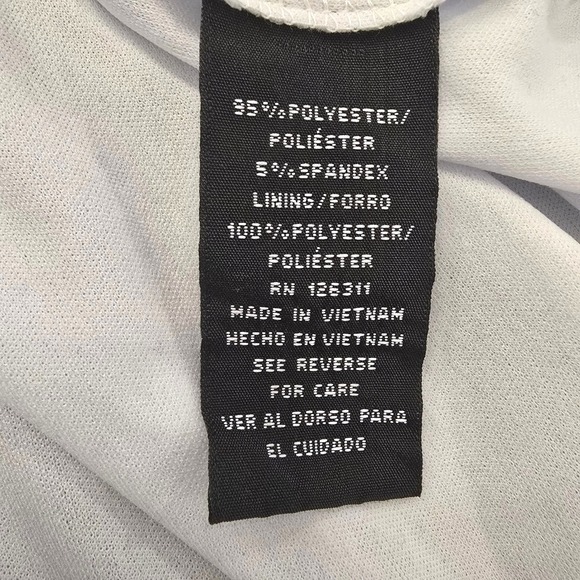 95%POLYESTER/
POLIÉSTER
5%SPANDEX
LINING/FORRO
100%POLYESTER/
POLIÉSTER
RN 126311
MADE IN VIETNAM
HECHO EN VIETNAM
SEE REVERSE
FOR CARE
VER AL DORSO PARA
EL CUIDADO